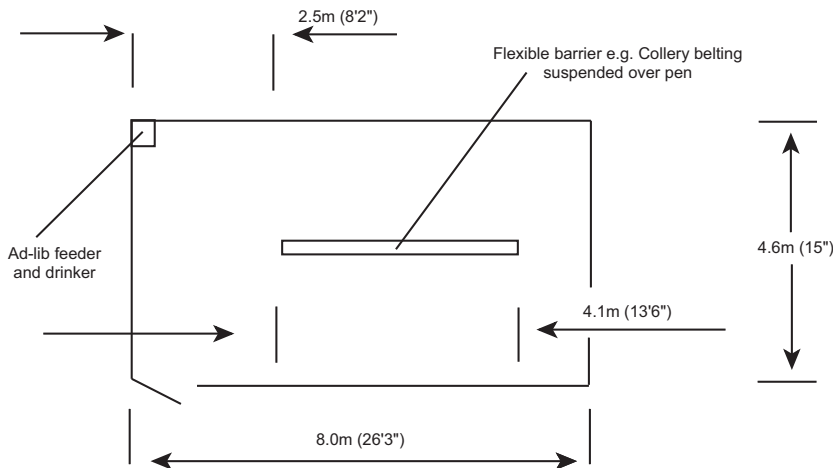 2.5m (8'2")
Flexible barrier e.g. Collery belting
suspended over pen
Ad-lib feeder
and drinker
4.6m (15")
4.1m (13'6")
8.0m (26'3")